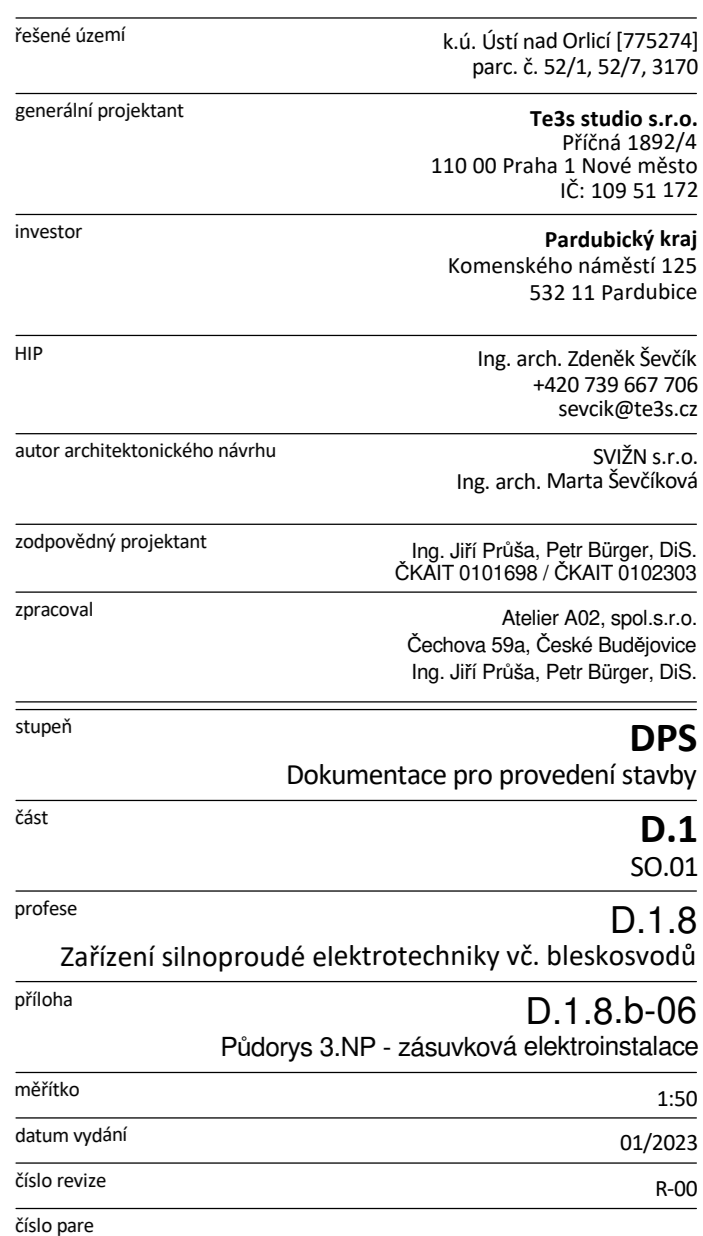 řešené území
k.ú. Ústí nad Orlicí [775274]
parc. č. 52/1, 52/7, 3170
generální projektant
Te3s studio s.r.o.
Příčná 1892/4
110 00 Praha 1 Nové město
IČ: 109 51 172
investor
Pardubický kraj
Komenského náměstí 125
532 11 Pardubice
HIP
Ing. arch. Zdeněk Ševčík
+420 739 667 706
sevcik@te3s.cz
autor architektonického návrhu
SVIŽN s.r.o.
Ing. arch. Marta Ševčíková
zodpovědný projektant
Ing. Jiří Průša, Petr Bürger, DiS.
ČKAIT 0101698 / ČKAIT 0102303
zpracoval
Atelier A02, spol.s.r.o.
Čechova 59a, České Budějovice
Ing. Jiří Průša, Petr Bürger, DiS.
stupeň
DPS
Dokumentace pro provedení stavby
část
D.1
SO.01
profese
D.1.8
Zařízení silnoproudé elektrotechniky vč. bleskosvodů
příloha
D.1.8.b-06
Půdorys 3.NP - zásuvková elektroinstalace
měřítko
1:50
datum vydání
01/2023
číslo revize
R-00
číslo pare